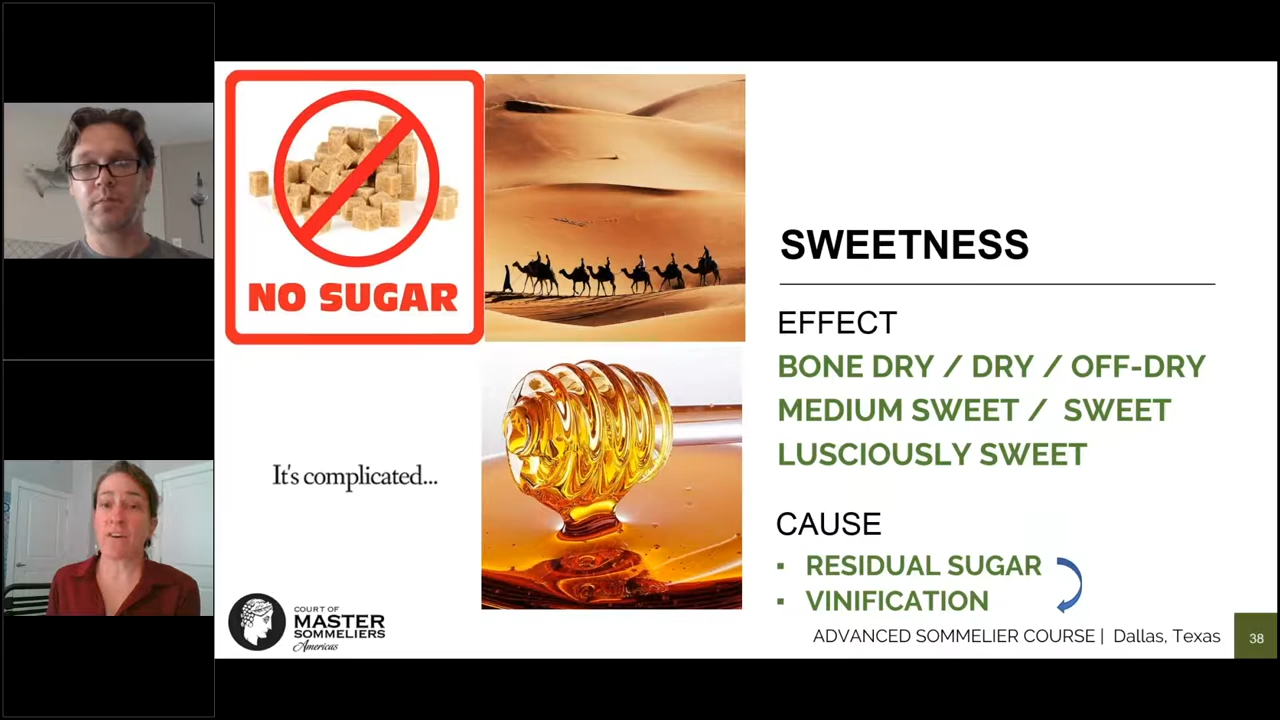 NO SUGAR
It's complicated...
COURT OF
MASTER
SOMMELIERS
Americas
SWEETNESS
EFFECT
BONE DRY / DRY / OFF-DRY
MEDIUM SWEET / SWEET
LUSCIOUSLY SWEET
CAUSE
▪ RESIDUAL SUGAR
▪ VINIFICATION
ADVANCED SOMMELIER COURSE | Dallas, Texas
38